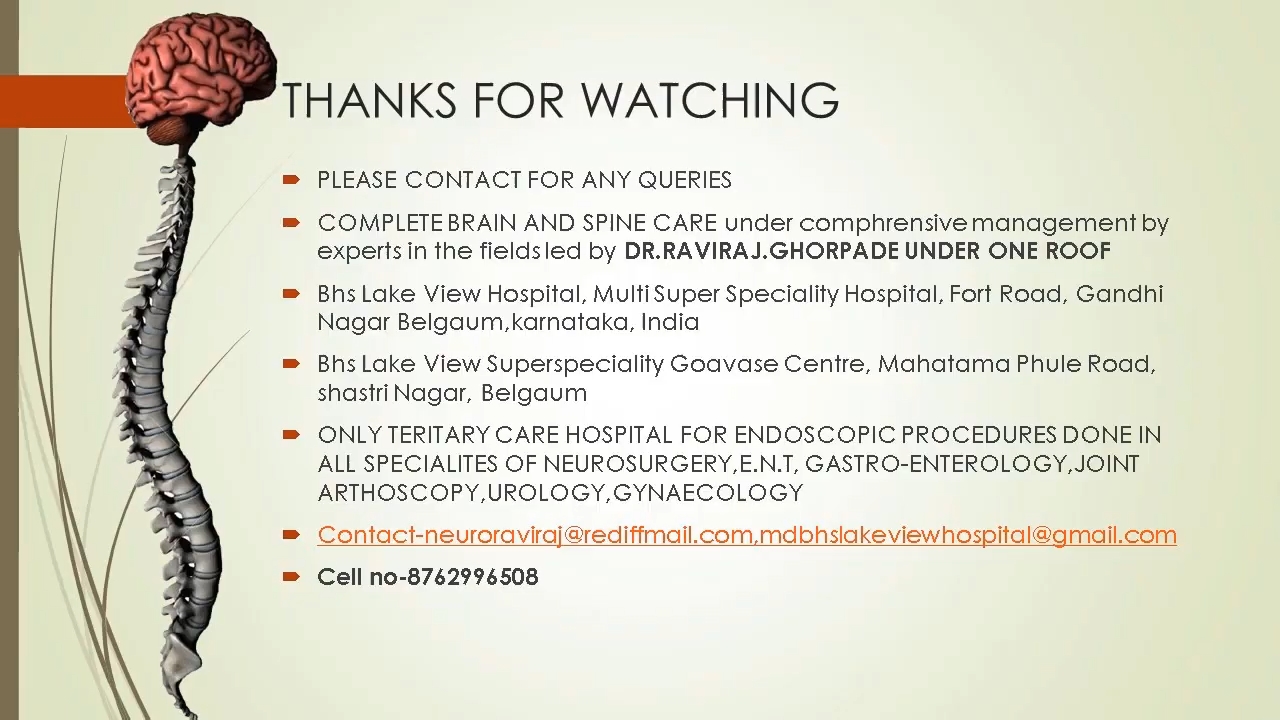 THANKS FOR WATCHING
PLEASE CONTACT FOR ANY QUERIES
COMPLETE BRAIN AND SPINE CARE under comphrensive management by
experts in the fields led by DR.RAVIRAJ.GHORPADE UNDER ONE ROOF
Bhs Lake View Hospital, Multi Super Speciality Hospital, Fort Road, Gandhi
Nagar Belgaum,karnataka, India
Bhs Lake View Superspeciality Goavase Centre, Mahatama Phule Road,
shastri Nagar, Belgaum
ONLY TERITARY CARE HOSPITAL FOR ENDOSCOPIC PROCEDURES DONE IN
ALL SPECIALITES OF NEUROSURGERY,E.N.T, GASTRO-ENTEROLOGY,JOINT
ARTHOSCOPY,UROLOGY,GYNAECOLOGY
Contact-neuroraviraj@rediffmail.com,mdbhslakeviewhospital@gmail.com
Cell no-8762996508